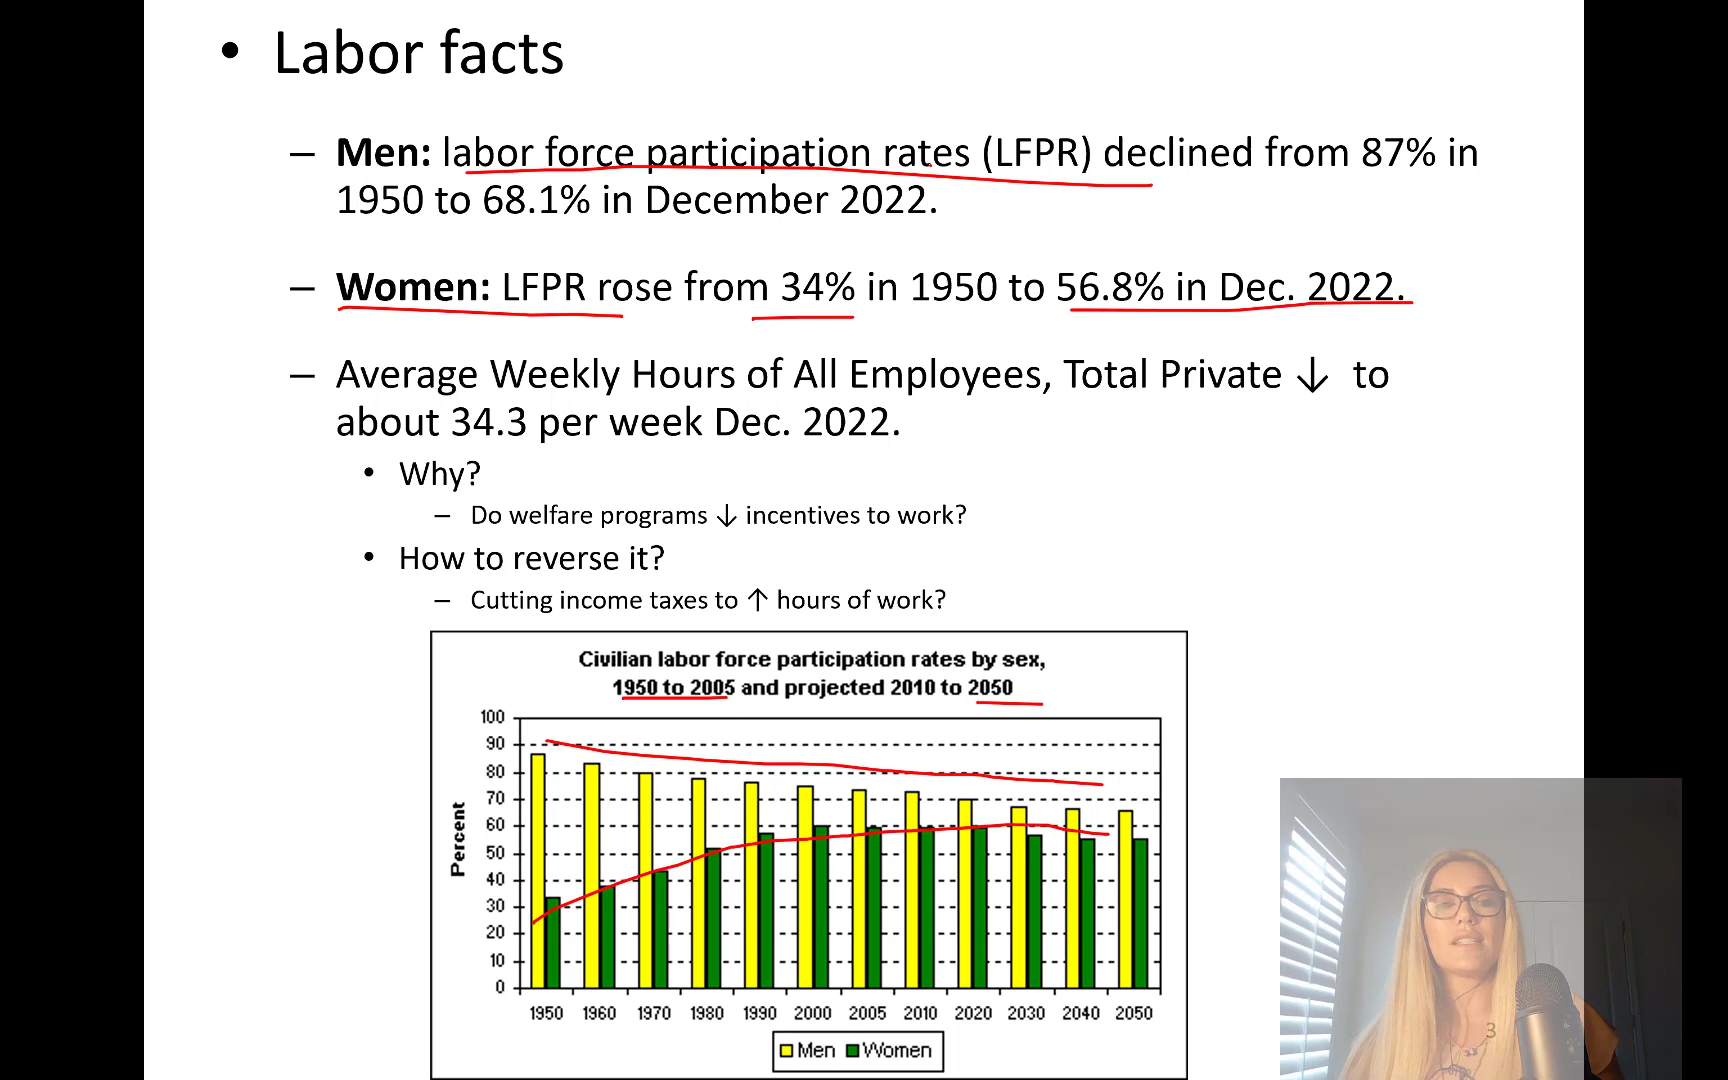 • Labor facts
– Men: labor force participation rates (LFPR) declined from 87% in
1950 to 68.1% in December 2022.
– Women: LFPR rose from 34% in 1950 to 56.8% in Dec. 2022.
– Average Weekly Hours of All Employees, Total Private ↓ to
about 34.3 per week Dec. 2022.
• Why?
– Do welfare programs ↓ incentives to work?
• How to reverse it?
– Cutting income taxes to ↑ hours of work?
Civilian labor force participation rates by sex,
1950 to 2005 and projected 2010 to 2050
Percent
100
90
80
70
60
50
40
30
20
10
0
1950 1960 1970 1980 1990 2000 2005 2010 2020 2030 2040 2050
Men Women
3